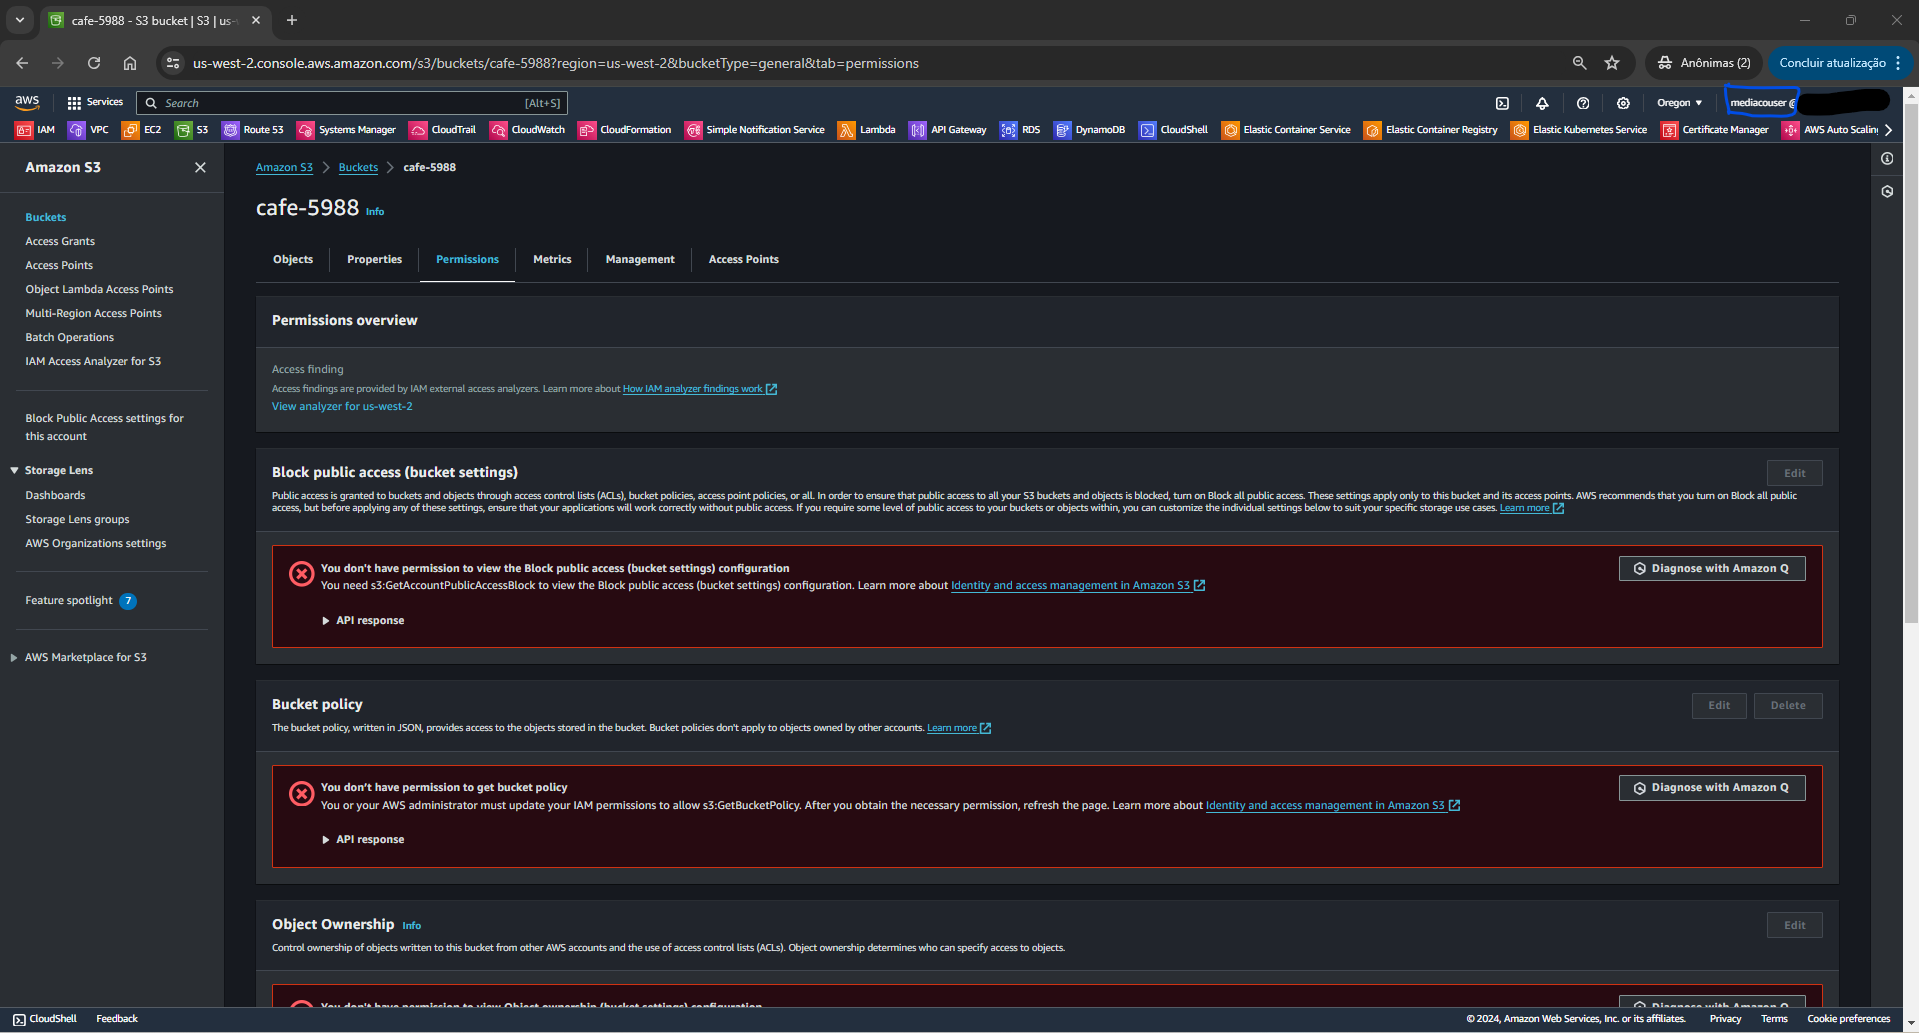 cafe-5988 - S3 bucket | S3 | us-
us-west-2.console.aws.amazon.com/s3/buckets/cafe-5988?region=us-west-2&bucketType=general&tab=permissions
Anônimas (2)
Concluir atualização
aws
Services
Search
[Alt+S]
Oregon
mediacouser @
IAM
VPC
EC2
S3
Route 53
Systems Manager
CloudTrail
CloudWatch
CloudFormation
Simple Notification Service
Lambda
API Gateway
RDS
DynamoDB
CloudShell
Elastic Container Service
Elastic Container Registry
Elastic Kubernetes Service
Certificate Manager
AWS Auto Scaling
Amazon S3
Buckets
Access Grants
Access Points
Object Lambda Access Points
Multi-Region Access Points
Batch Operations
IAM Access Analyzer for S3
Block Public Access settings for
this account
Storage Lens
Dashboards
Storage Lens groups
AWS Organizations settings
Feature spotlight 7
AWS Marketplace for S3
Amazon S3 > Buckets > cafe-5988
cafe-5988 Info
Objects
Properties
Permissions
Metrics
Management
Access Points
Permissions overview
Access finding
Access findings are provided by IAM external access analyzers. Learn more about How IAM analyzer findings work
View analyzer for us-west-2
Block public access (bucket settings)
Edit
Public access is granted to buckets and objects through access control lists (ACLs), bucket policies, access point policies, or all. In order to ensure that public access to all your S3 buckets and objects is blocked, turn on Block all public access. These settings apply only to this bucket and its access points. AWS recommends that you turn on Block all public
access, but before applying any of these settings, ensure that your applications will work correctly without public access. If you require some level of public access to your buckets or objects within, you can customize the individual settings below to suit your specific storage use cases. Learn more
You don't have permission to view the Block public access (bucket settings) configuration
You need s3:GetAccountPublicAccessBlock to view the Block public access (bucket settings) configuration. Learn more about Identity and access management in Amazon S3
Diagnose with Amazon Q
API response
Bucket policy
Edit
Delete
The bucket policy, written in JSON, provides access to the objects stored in the bucket. Bucket policies don't apply to objects owned by other accounts. Learn more
You don't have permission to get bucket policy
You or your AWS administrator must update your IAM permissions to allow s3:GetBucketPolicy. After you obtain the necessary permission, refresh the page. Learn more about Identity and access management in Amazon S3
Diagnose with Amazon Q
API response
Object Ownership Info
Edit
Control ownership of objects written to this bucket from other AWS accounts and the use of access control lists (ACLs). Object ownership determines who can specify access to objects.
You don't have permission to view Object ownership (bucket settings) configuration
Diagnose with Amazon Q
CloudShell
Feedback
© 2024, Amazon Web Services, Inc. or its affiliates.
Privacy
Terms
Cookie preferences